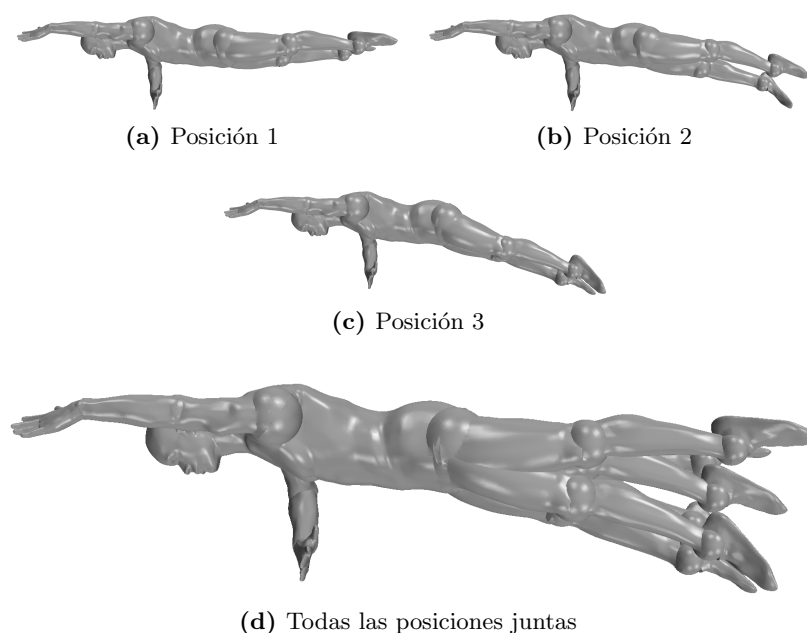 (a) Posición 1
(b) Posición 2
(c) Posición 3
(d) Todas las posiciones juntas